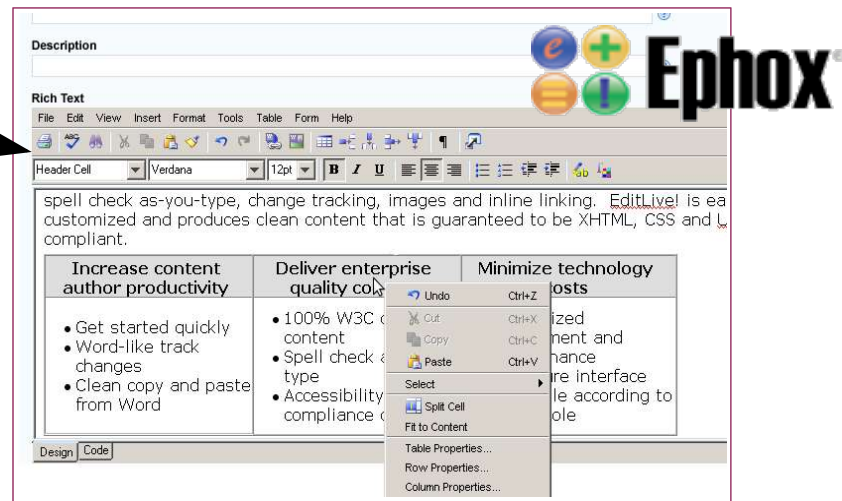 Description
Ephox
Rich Text
File Edit View Insert Format Tools Table Form Help
Header Cell Verdana 12pt B I U
spell check as-you-type, change tracking, images and inline linking. EditLive! is ea
customized and produces clean content that is guaranteed to be XHTML, CSS and
compliant.
Increase content
author productivity
Deliver enterprise
quality co
Minimize technology
osts
• Get started quickly
• Word-like track
changes
• Clean copy and paste
from Word
• 100% W3C
content
• Spell check
type
• Accessibility
compliance
ized
ment and
nance
re interface
le according to
ole
Undo Ctrl+Z
Cut Ctrl+X
Copy Ctrl+C
Paste Ctrl+V
Select
Split Cell
Fit to Content
Table Properties...
Row Properties...
Column Properties...
Design Code